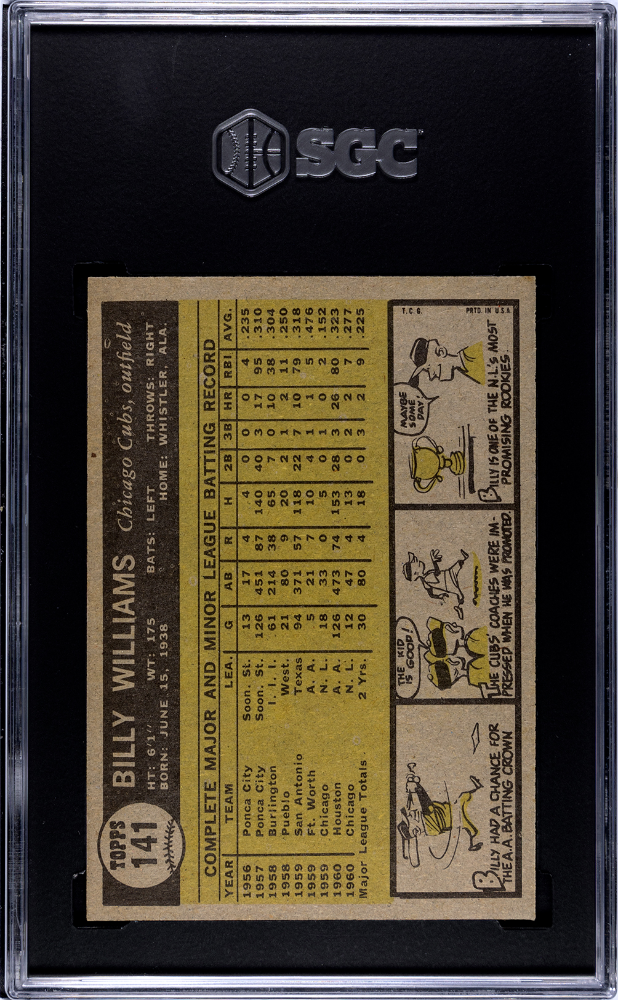 SGC
TOPPS
141
BILLY WILLIAMS Chicago Cubs, outfield
HT: 6'1" WT: 175 BATS: LEFT THROWS: RIGHT
BORN: JUNE 15, 1938 HOME: WHISTLER, ALA.
COMPLETE MAJOR AND MINOR LEAGUE BATTING RECORD
YEAR TEAM LEA. G AB R H 2B 3B HR RBI AVG.
1956 Ponca City Soon. St. 13 17 4 4 0 0 0 4 .235
1957 Ponca City Soon. St. 126 451 87 140 40 3 17 95 .310
1958 Burlington I. I. I. 61 214 38 65 7 0 10 38 .304
1958 Pueblo West. 21 80 9 20 2 1 2 11 .250
1959 San Antonio Texas 94 371 57 118 22 7 10 79 .318
1959 Ft. Worth A. A. 5 21 7 10 4 1 1 5 .476
1959 Chicago N. L. 18 33 0 5 0 1 0 2 .152
1960 Houston A. A. 126 473 74 153 28 3 26 80 .323
1960 Chicago N. L. 12 47 4 13 0 2 2 7 .277
Major League Totals 2 Yrs. 30 80 4 18 0 3 2 9 .225
BILLY HAD A CHANCE FOR
THE A.A. BATTING CROWN
THE KID
IS GOOD!
THE CUBS' COACHES WERE IM-
PRESSED WHEN HE WAS PROMOTED.
T.C.G. PRTD. IN U.S.A.
MAYBE
SOME
DAY.
BILLY IS ONE OF THE N.L.'S MOST
PROMISING ROOKIES.